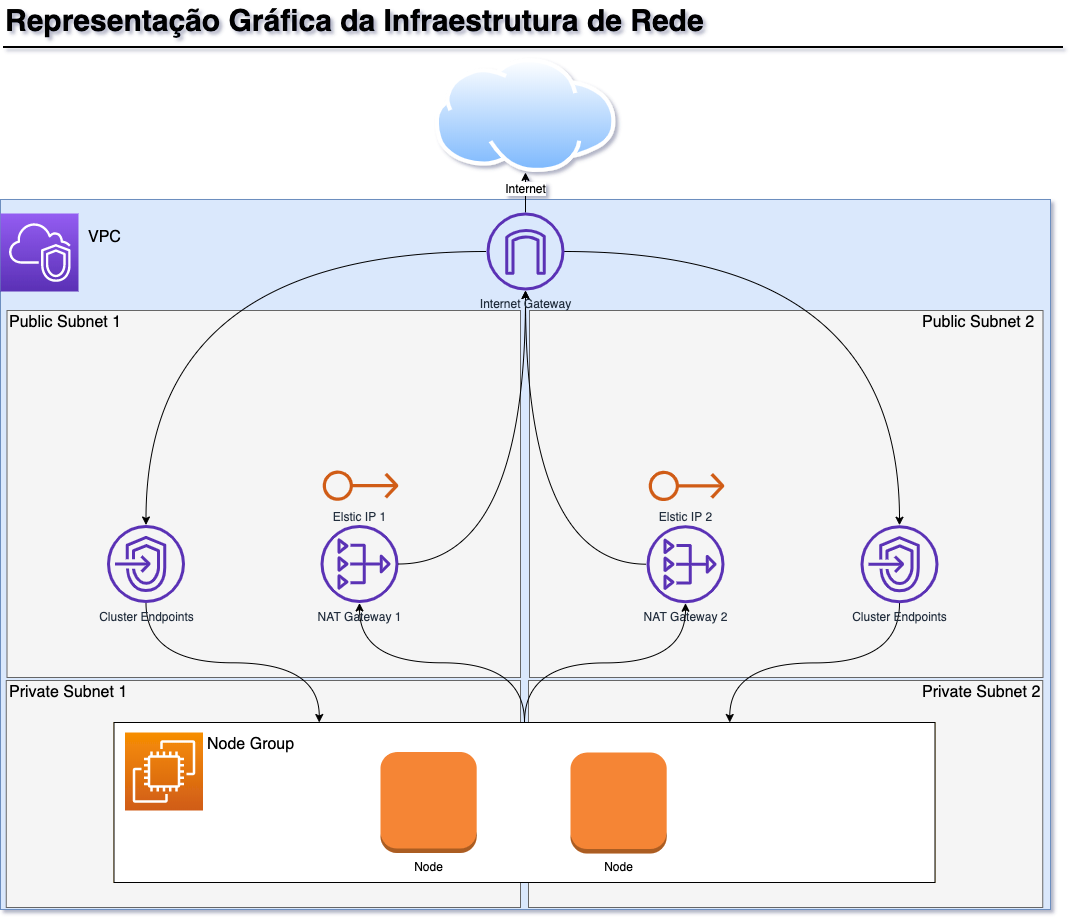 Representação Gráfica da Infraestrutura de Rede
Internet
VPC
Internet Gateway
Public Subnet 1
Public Subnet 2
Elstic IP 1
Elstic IP 2
Cluster Endpoints
NAT Gateway 1
NAT Gateway 2
Cluster Endpoints
Private Subnet 1
Private Subnet 2
Node Group
Node
Node